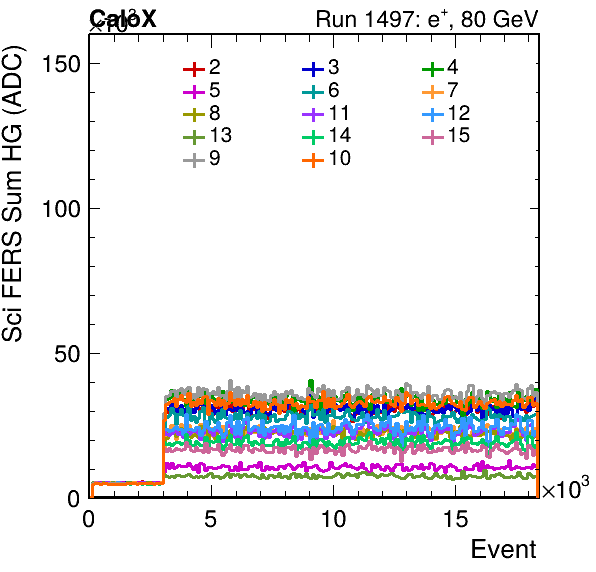 CaloX Run 1497: e⁺, 80 GeV
×10³
Sci FERS Sum HG (ADC)
150
100
50
0
2 3 4
5 6 7
8 11 12
13 14 15
9 10
0 5 10 15
×10³
Event